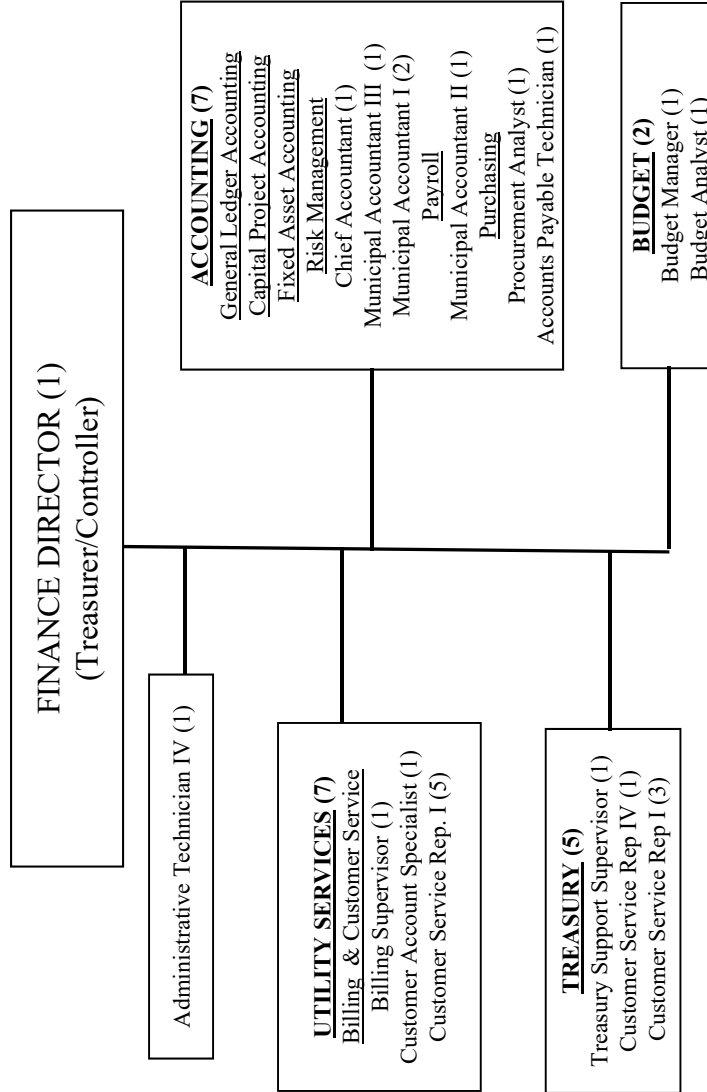 FINANCE DIRECTOR (1)
(Treasurer/Controller)
Administrative Technician IV (1)
UTILITY SERVICES (7)
Billing & Customer Service
Billing Supervisor (1)
Customer Account Specialist (1)
Customer Service Rep. I (5)
TREASURY (5)
Treasury Support Supervisor (1)
Customer Service Rep IV (1)
Customer Service Rep I (3)
ACCOUNTING (7)
General Ledger Accounting
Capital Project Accounting
Fixed Asset Accounting
Risk Management
Chief Accountant (1)
Municipal Accountant III (1)
Municipal Accountant I (2)
Payroll
Municipal Accountant II (1)
Purchasing
Procurement Analyst (1)
Accounts Payable Technician (1)
BUDGET (2)
Budget Manager (1)
Budget Analyst (1)